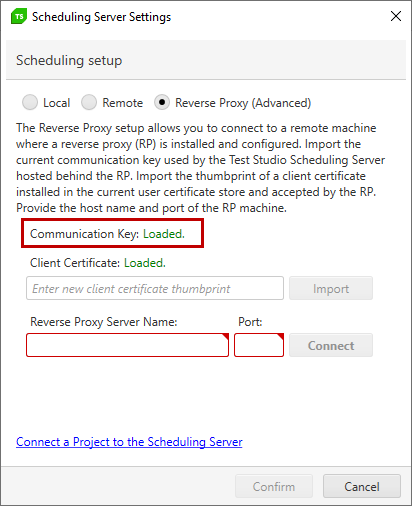 TS Scheduling Server Settings
Scheduling setup
Local Remote Reverse Proxy (Advanced)
The Reverse Proxy setup allows you to connect to a remote machine
where a reverse proxy (RP) is installed and configured. Import the
current communication key used by the Test Studio Scheduling Server
hosted behind the RP. Import the thumbprint of a client certificate
installed in the current user certificate store and accepted by the RP.
Provide the host name and port of the RP machine.
Communication Key: Loaded.
Client Certificate: Loaded.
Enter new client certificate thumbprint Import
Reverse Proxy Server Name: Port:
Connect
Connect a Project to the Scheduling Server
Confirm Cancel